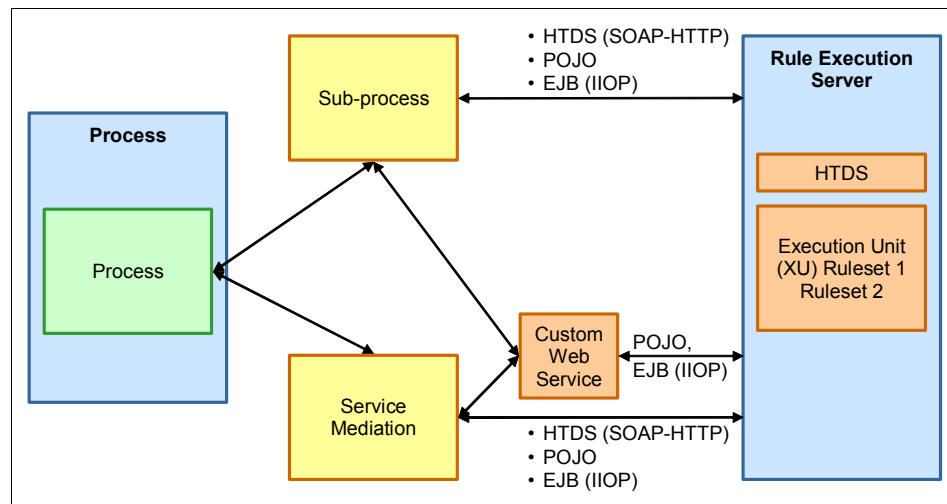 • HTDS (SOAP-HTTP)
• POJO
• EJB (IIOP)
Rule Execution
Server
Sub-process
Process
HTDS
Process
Execution Unit
(XU) Ruleset 1
Ruleset 2
Custom
Web
Service
POJO,
EJB (IIOP)
Service
Mediation
• HTDS (SOAP-HTTP)
• POJO
• EJB (IIOP)